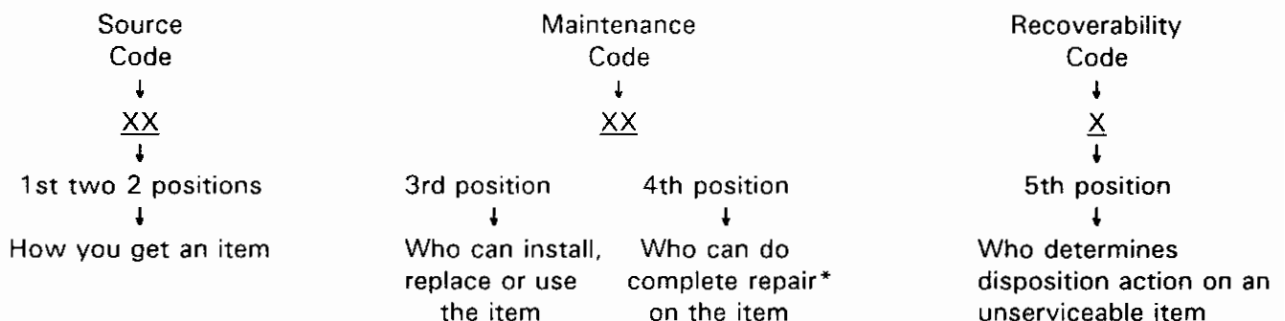 Source
Code
↓
XX
↓
1st two 2 positions
↓
How you get an item
Maintenance
Code
↓
XX
3rd position
↓
Who can install,
replace or use
the item
4th position
↓
Who can do
complete repair*
on the item
Recoverability
Code
↓
X
↓
5th position
↓
Who determines
disposition action on an
unserviceable item